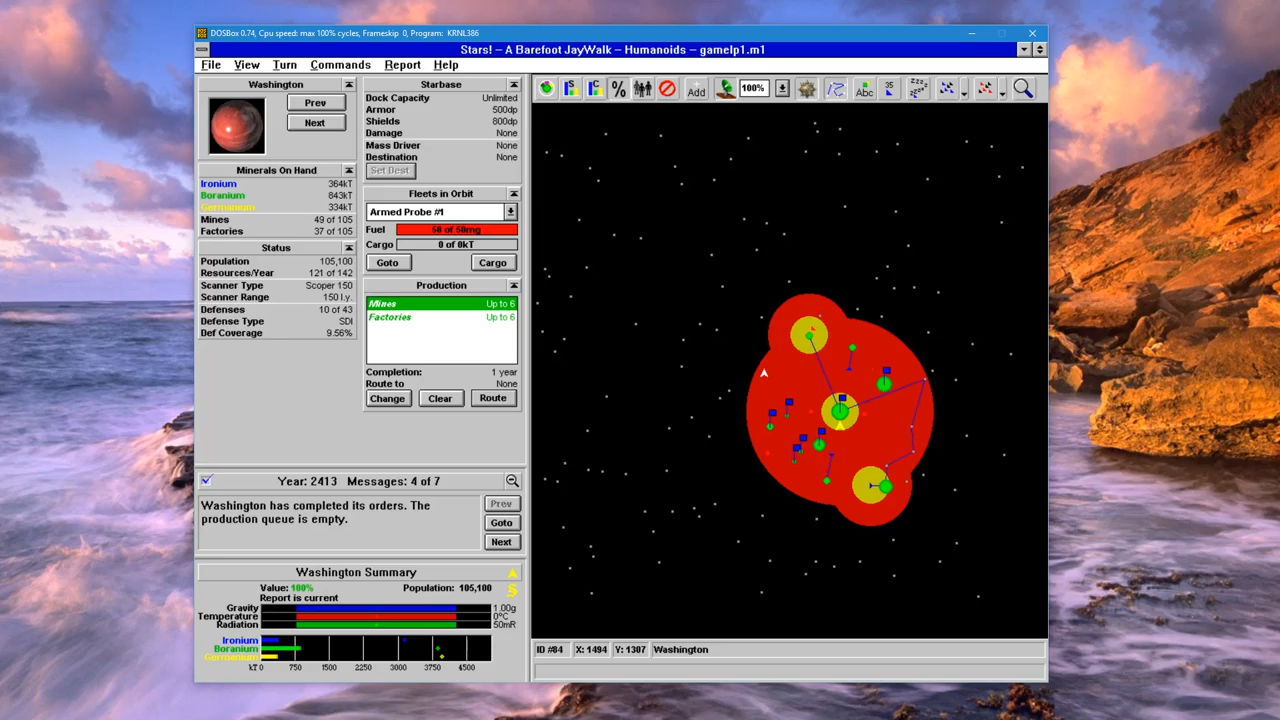 DOSBox 0.74, Cpu speed: max 100% cycles, Frameskip 0, Program: KRNL386
Stars! – A Barefoot JayWalk – Humanoids – gamelp1.m1
File View Turn Commands Report Help
Washington
Prev
Next
Minerals On Hand
Ironium 364kT
Boranium 843kT
Germanium 334kT
Mines 49 of 105
Factories 37 of 105
Status
Population 105,100
Resources/Year 121 of 142
Scanner Type Scoper 150
Scanner Range 150 l.y.
Defenses 10 of 43
Defense Type SDI
Def Coverage 9.56%
Starbase
Dock Capacity Unlimited
Armor 500dp
Shields 800dp
Damage None
Mass Driver None
Destination None
Set Dest
Fleets in Orbit
Armed Probe #1
Fuel 50 of 50mg
Cargo 0 of 0kT
Goto Cargo
Production
Mines Up to 6
Factories Up to 6
Completion: 1 year
Route to None
Change Clear Route
S C % Add 100% Abc 35 zzz
Year: 2413 Messages: 4 of 7
Washington has completed its orders. The
production queue is empty.
Prev
Goto
Next
Washington Summary
Value: 100% Population: 105,100
Report is current
Gravity 1.00g
Temperature 0°C
Radiation 50mR
Ironium
Boranium
Germanium
kT 0 750 1500 2250 3000 3750 4500
ID #84 X: 1494 Y: 1307 Washington